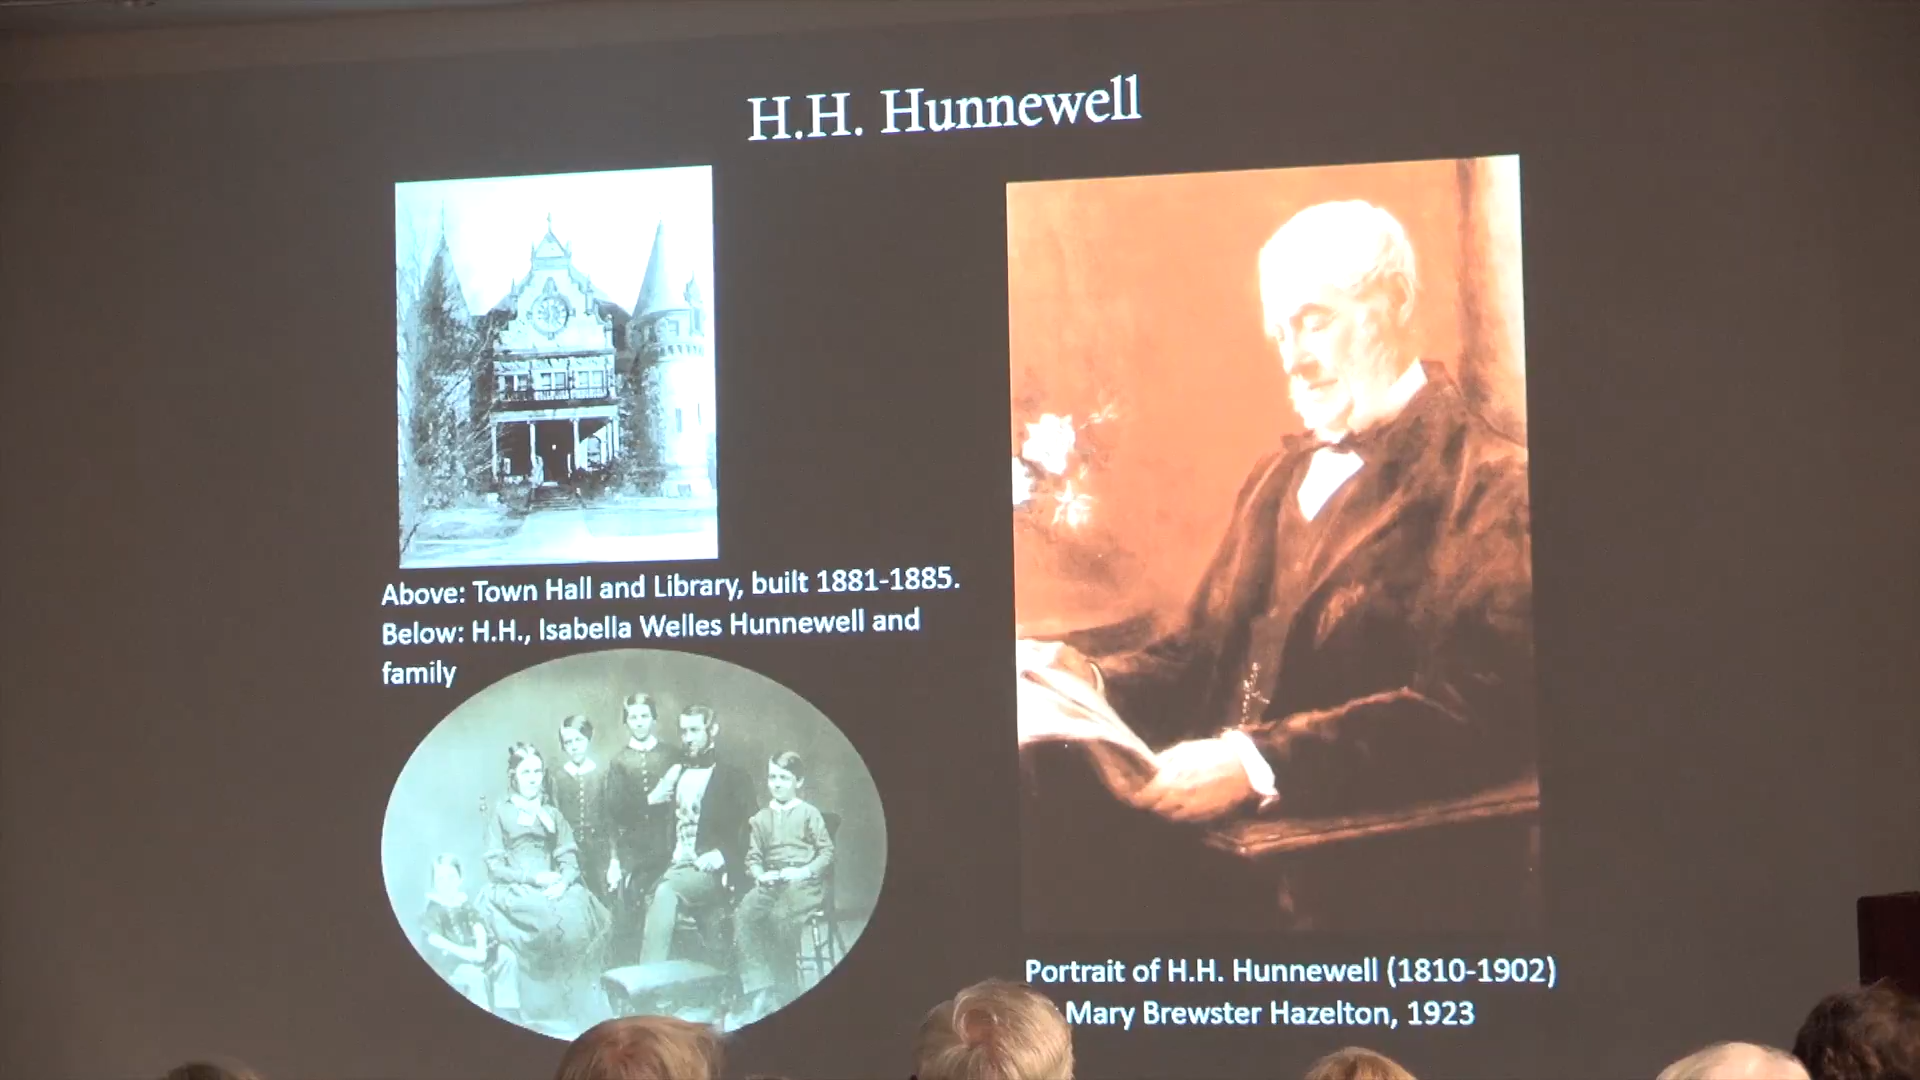 H.H. Hunnewell
Above: Town Hall and Library, built 1881-1885.
Below: H.H., Isabella Welles Hunnewell and
family
Portrait of H.H. Hunnewell (1810-1902)
Mary Brewster Hazelton, 1923